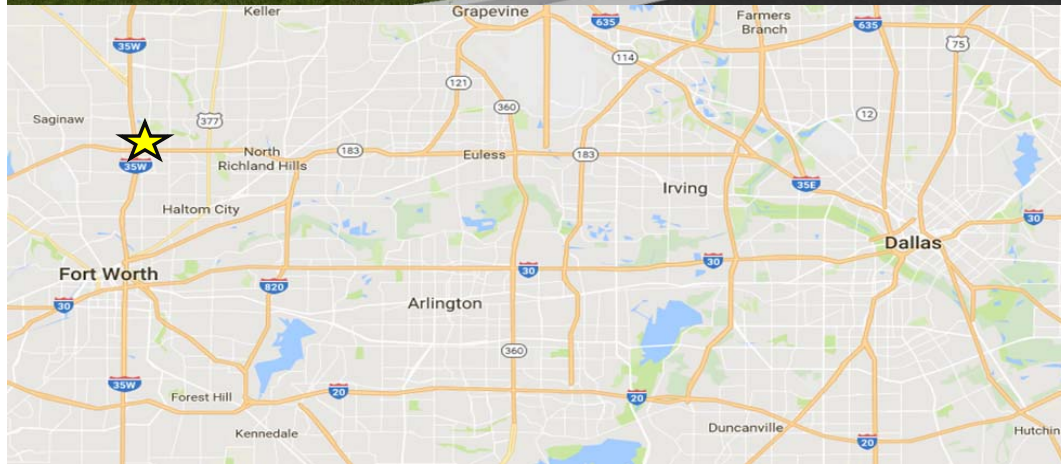 Keller
Grapevine
Farmers
Branch
635
635
35W
75
114
121
360
Saginaw
377
12
North
Richland Hills
183
Euless
183
35W
Irving
35E
Haltom City
30
Dallas
Fort Worth
30
30
820
30
Arlington
360
35W
Forest Hill
20
20
Kennedale
Duncanville
20
Hutchin